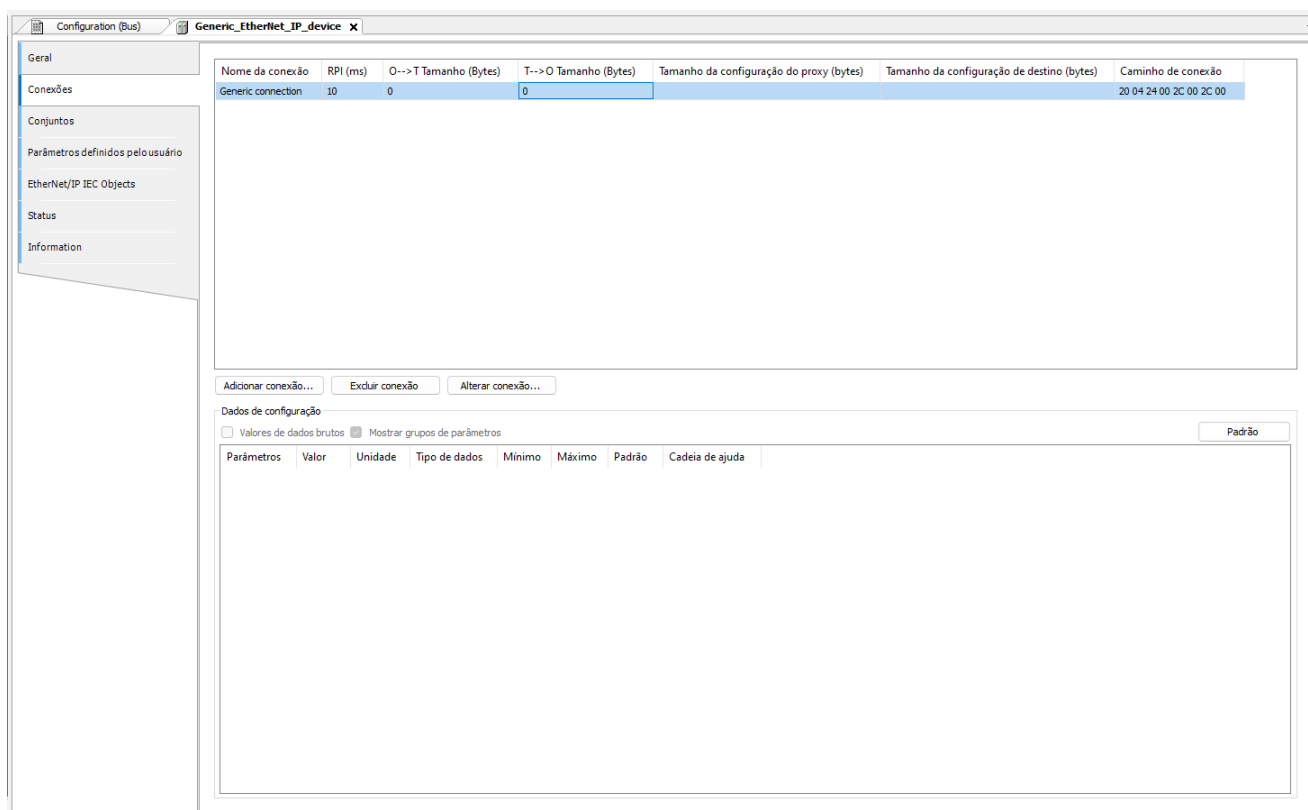 Configuration (Bus) Generic_EtherNet_IP_device x
Geral
Conexões
Conjuntos
Parâmetros definidos pelo usuário
EtherNet/IP IEC Objects
Status
Information
Nome da conexão RPI (ms) O-->T Tamanho (Bytes) T-->O Tamanho (Bytes) Tamanho da configuração do proxy (bytes) Tamanho da configuração de destino (bytes) Caminho de conexão
Generic connection 10 0 0 20 04 24 00 2C 00 2C 00
Adicionar conexão... Excluir conexão Alterar conexão...
Dados de configuração
Valores de dados brutos Mostrar grupos de parâmetros Padrão
Parâmetros Valor Unidade Tipo de dados Mínimo Máximo Padrão Cadeia de ajuda